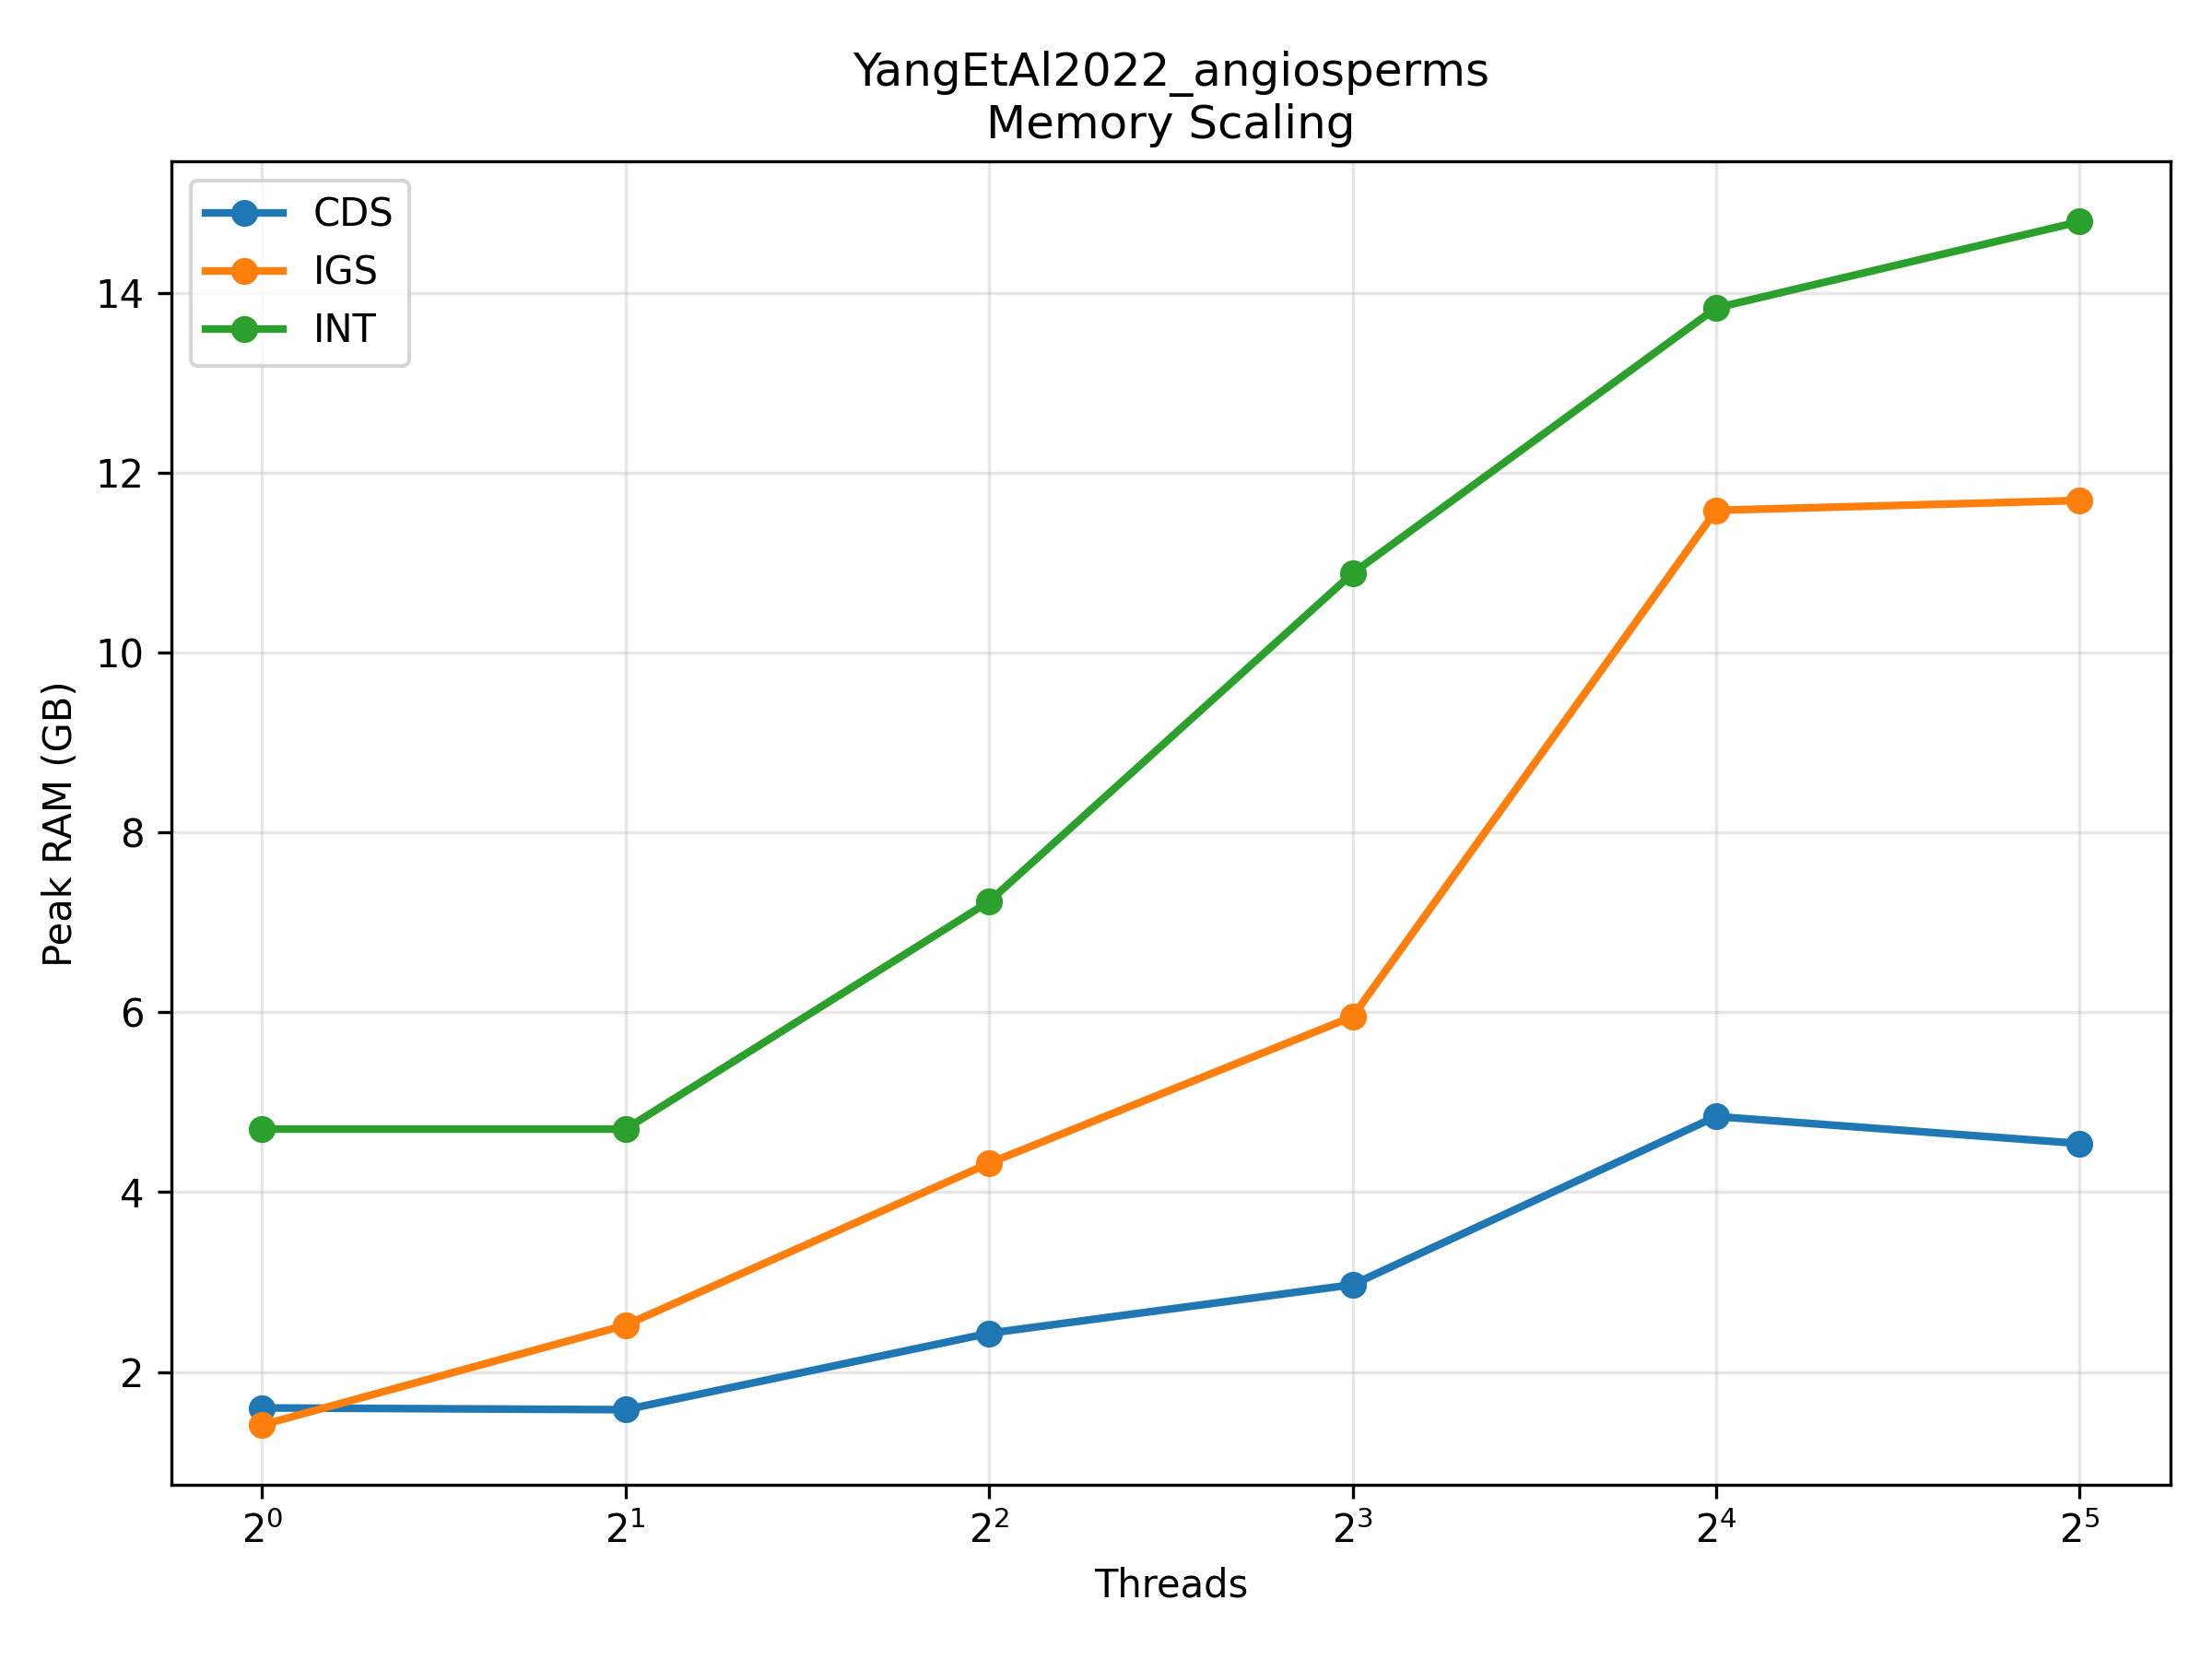 YangEtAl2022_angiosperms
Memory Scaling
CDS
IGS
INT
14
12
10
8
6
4
2
Peak RAM (GB)
2⁰ 2¹ 2² 2³ 2⁴ 2⁵
Threads